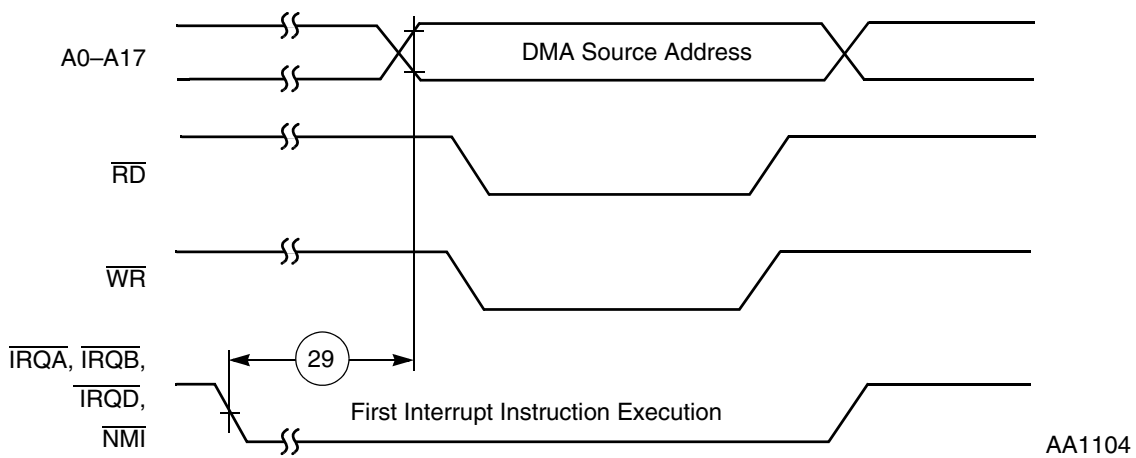 A0–A17
DMA Source Address
RD
WR
IRQA, IRQB,
29
IRQD,
First Interrupt Instruction Execution
NMI
AA1104